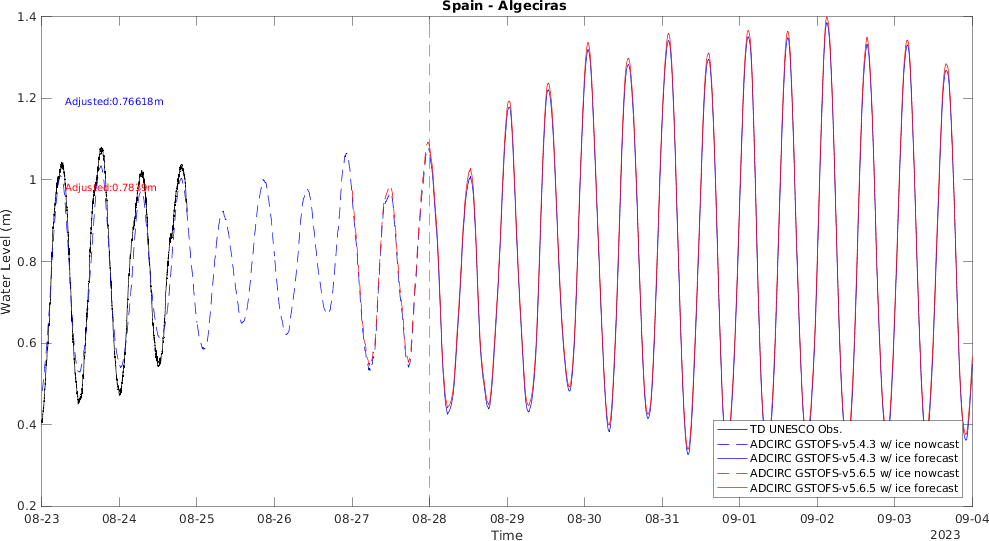 Spain - Algeciras
1.4
1.2
1
0.8
0.6
0.4
0.2
Water Level (m)
Adjusted:0.76618m
Adjusted:0.7839m
TD UNESCO Obs.
ADCIRC GSTOFS-v5.4.3 w/ ice nowcast
ADCIRC GSTOFS-v5.4.3 w/ ice forecast
ADCIRC GSTOFS-v5.6.5 w/ ice nowcast
ADCIRC GSTOFS-v5.6.5 w/ ice forecast
08-23 08-24 08-25 08-26 08-27 08-28 08-29 08-30 08-31 09-01 09-02 09-03 09-04
Time
2023